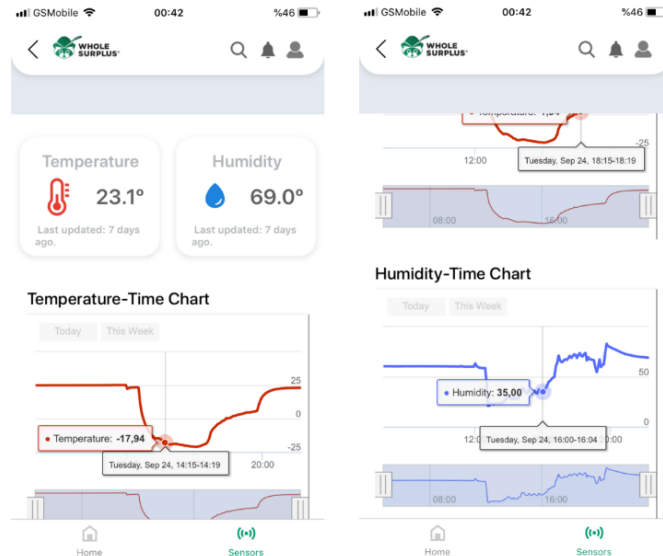 GSMobile 00:42 %46
WHOLE
SURPLUS
Temperature
23.1°
Last updated: 7 days
ago.
Humidity
69.0°
Last updated: 7 days
ago.
Temperature-Time Chart
Today This Week
25
0
Temperature: -17,94
-25
Tuesday, Sep 24, 14:15-14:19
20:00
Home
Sensors
GSMobile 00:42 %46
WHOLE
SURPLUS
-25
12:00
Tuesday, Sep 24, 18:15-18:19
08:00 16:00
Humidity-Time Chart
Today This Week
50
Humidity: 35,00
0
Tuesday, Sep 24, 16:00-16:04
08:00 16:00
Home
Sensors